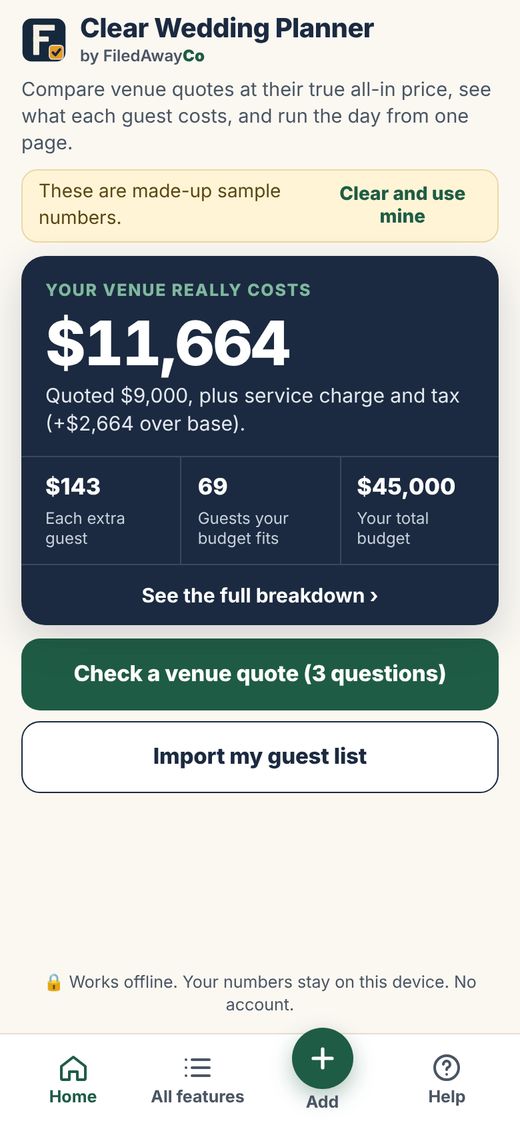 Clear Wedding Planner
by FiledAwayCo
Compare venue quotes at their true all-in price, see
what each guest costs, and run the day from one
page.
These are made-up sample
numbers.
Clear and use
mine
YOUR VENUE REALLY COSTS
$11,664
Quoted $9,000, plus service charge and tax
(+$2,664 over base).
$143
Each extra
guest
69
Guests your
budget fits
$45,000
Your total
budget
See the full breakdown ›
Check a venue quote (3 questions)
Import my guest list
🔒 Works offline. Your numbers stay on this device. No
account.
Home
All features
Add
Help